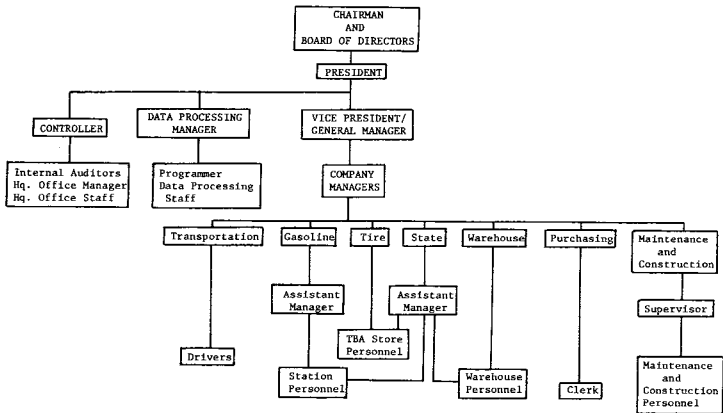 CHAIRMAN
AND
BOARD OF DIRECTORS
PRESIDENT
CONTROLLER
DATA PROCESSING
MANAGER
VICE PRESIDENT/
GENERAL MANAGER
Internal Auditors
Hq. Office Manager
Hq. Office Staff
Programmer
Data Processing
Staff
COMPANY
MANAGERS
Transportation
Gasoline
Tire
State
Warehouse
Purchasing
Maintenance
and
Construction
Assistant
Manager
Assistant
Manager
Supervisor
Drivers
TBA Store
Personnel
Station
Personnel
Warehouse
Personnel
Clerk
Maintenance
and
Construction
Personnel